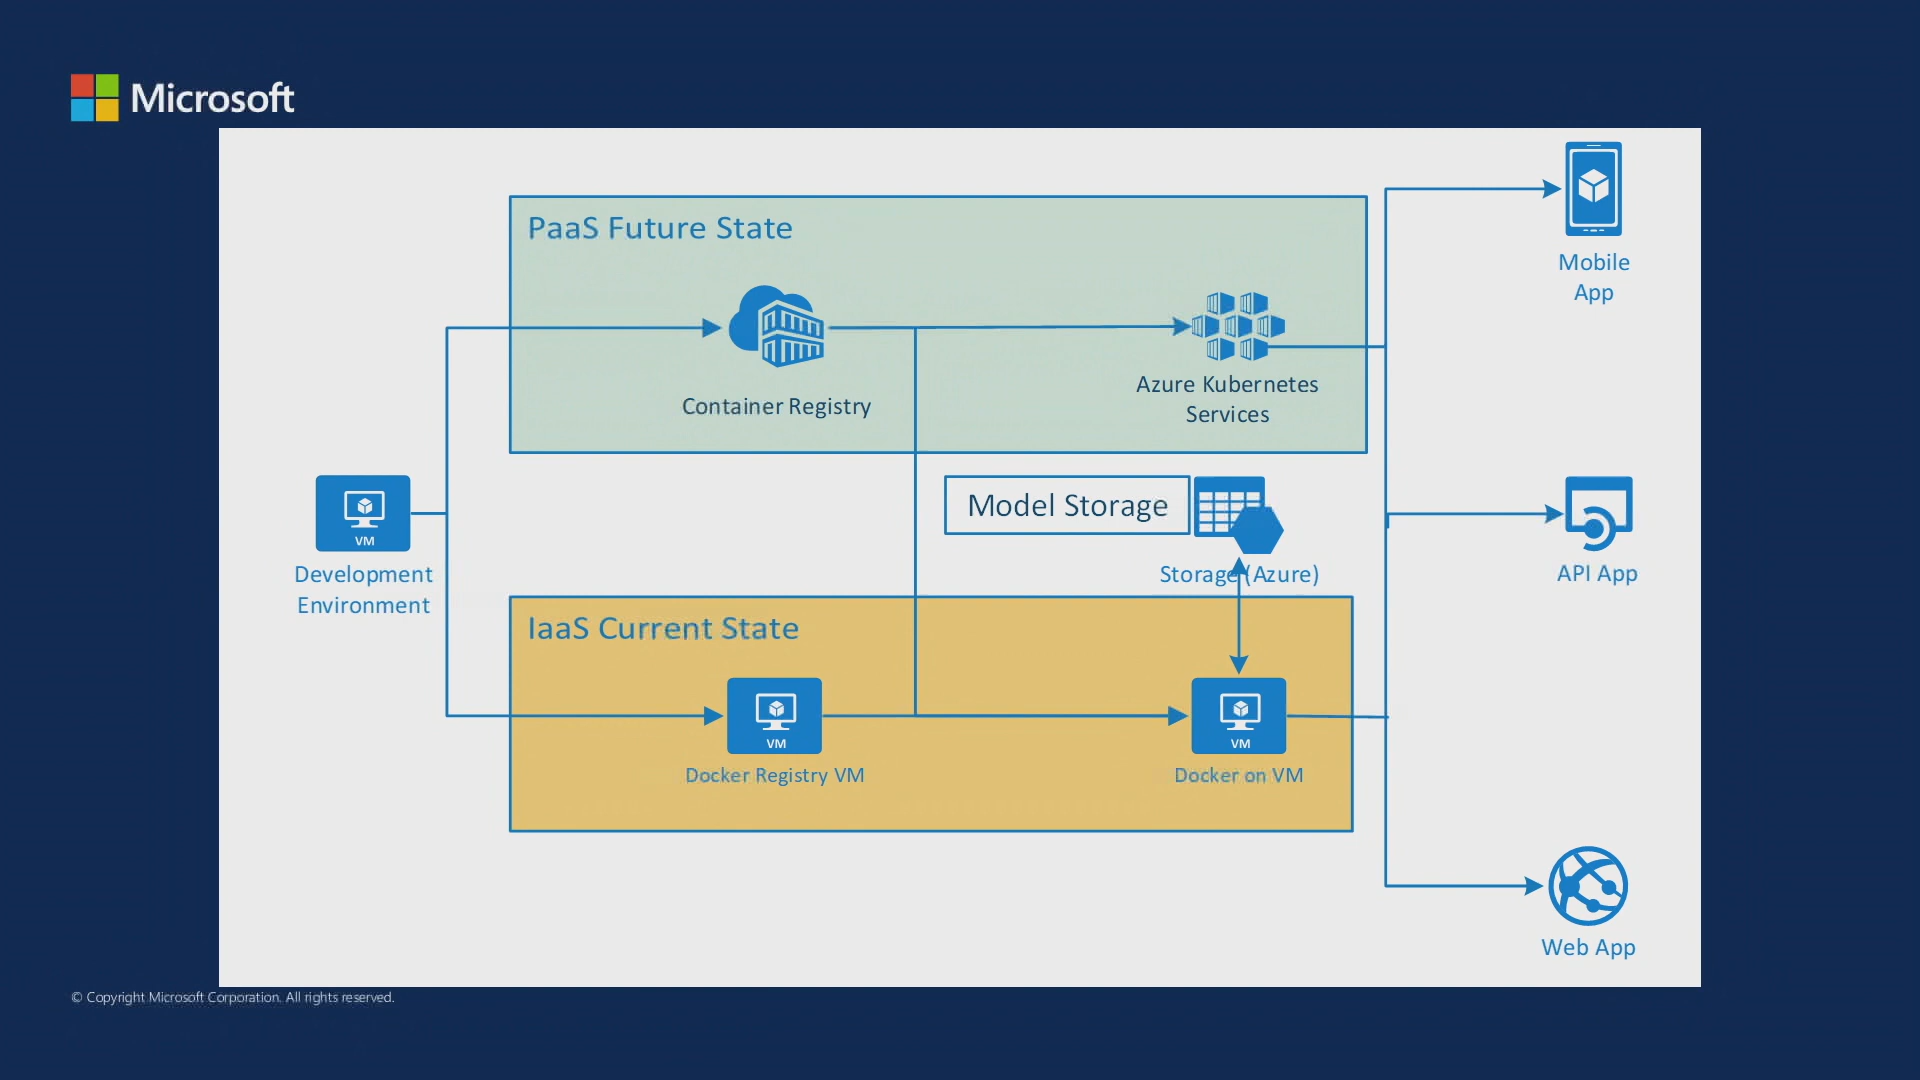 Microsoft
PaaS Future State
Mobile
App
Container Registry
Azure Kubernetes
Services
VM
Development
Environment
Model Storage
Storage (Azure)
API App
IaaS Current State
VM
Docker Registry VM
VM
Docker on VM
Web App
© Copyright Microsoft Corporation. All rights reserved.